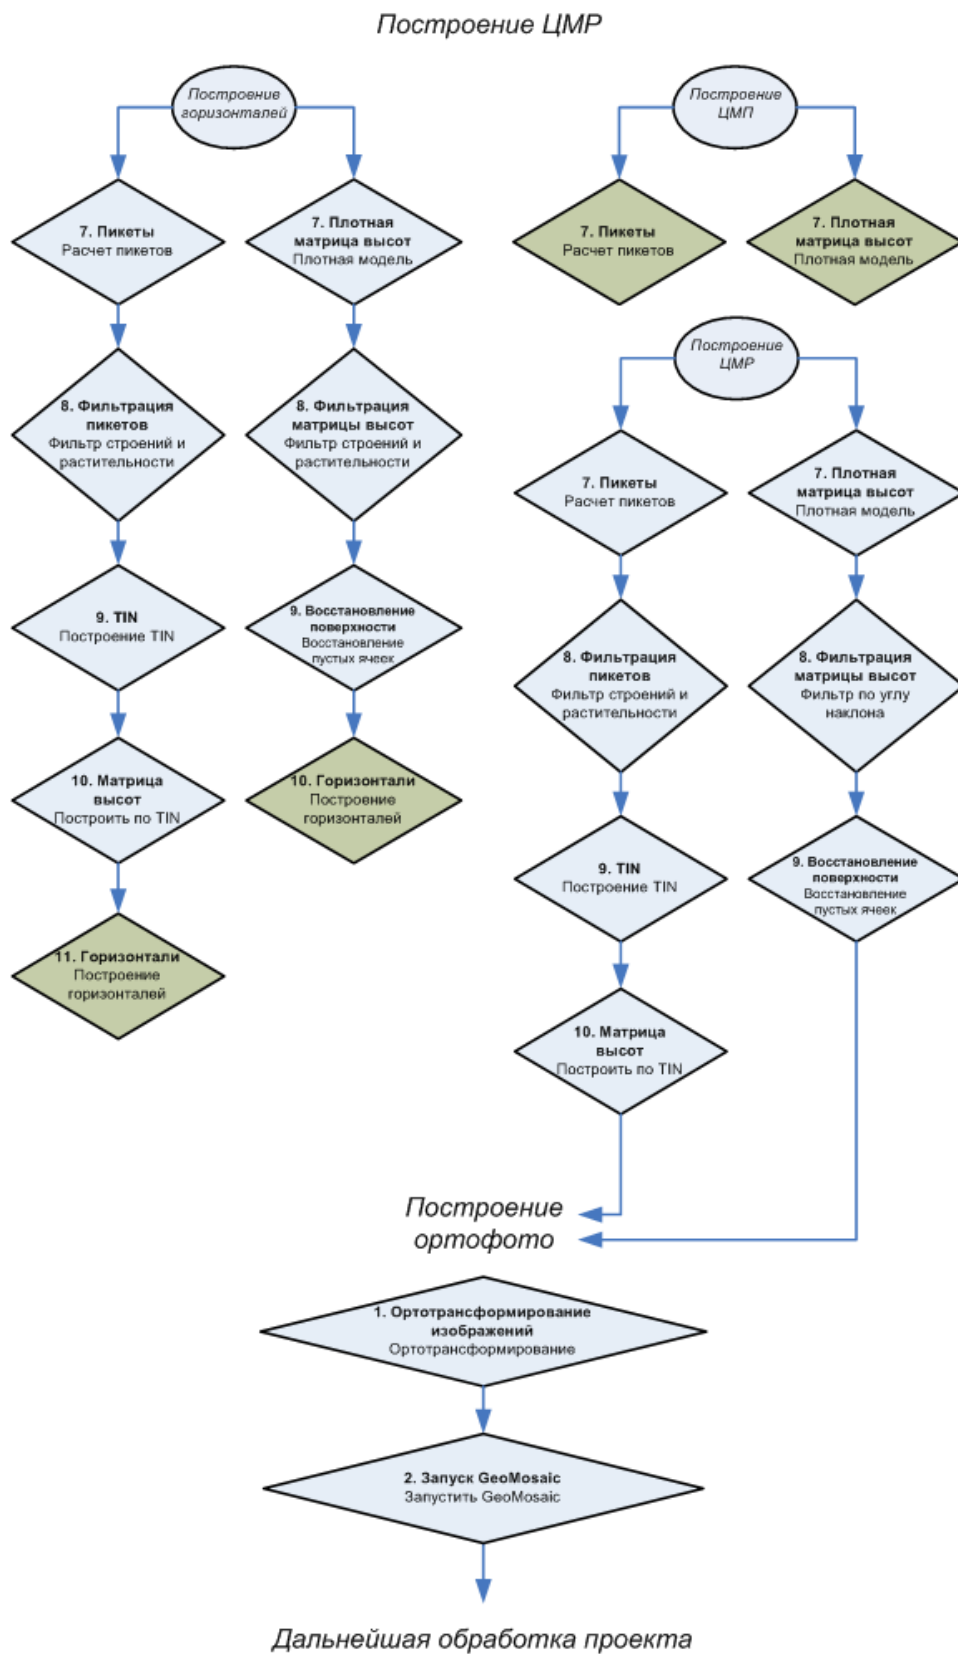 Построение ЦМР
Построение
горизонталей
7. Пикеты
Расчет пикетов
8. Фильтрация
пикетов
Фильтр строений и
растительности
9. TIN
Построение TIN
10. Матрица
высот
Построить по TIN
11. Горизонтали
Построение
горизонталей
7. Плотная
матрица высот
Плотная модель
8. Фильтрация
матрицы высот
Фильтр строений и
растительности
9. Восстановление
поверхности
Восстановление
пустых ячеек
10. Горизонтали
Построение
горизонталей
Построение
ЦМП
7. Пикеты
Расчет пикетов
7. Плотная
матрица высот
Плотная модель
Построение
ЦМР
7. Пикеты
Расчет пикетов
8. Фильтрация
пикетов
Фильтр строений и
растительности
9. TIN
Построение TIN
10. Матрица
высот
Построить по TIN
7. Плотная
матрица высот
Плотная модель
8. Фильтрация
матрицы высот
Фильтр по углу
наклона
9. Восстановление
поверхности
Восстановление
пустых ячеек
Построение
ортофото
1. Ортотрансформирование
изображений
Ортотрансформирование
2. Запуск GeoMosaic
Запустить GeoMosaic
Дальнейшая обработка проекта